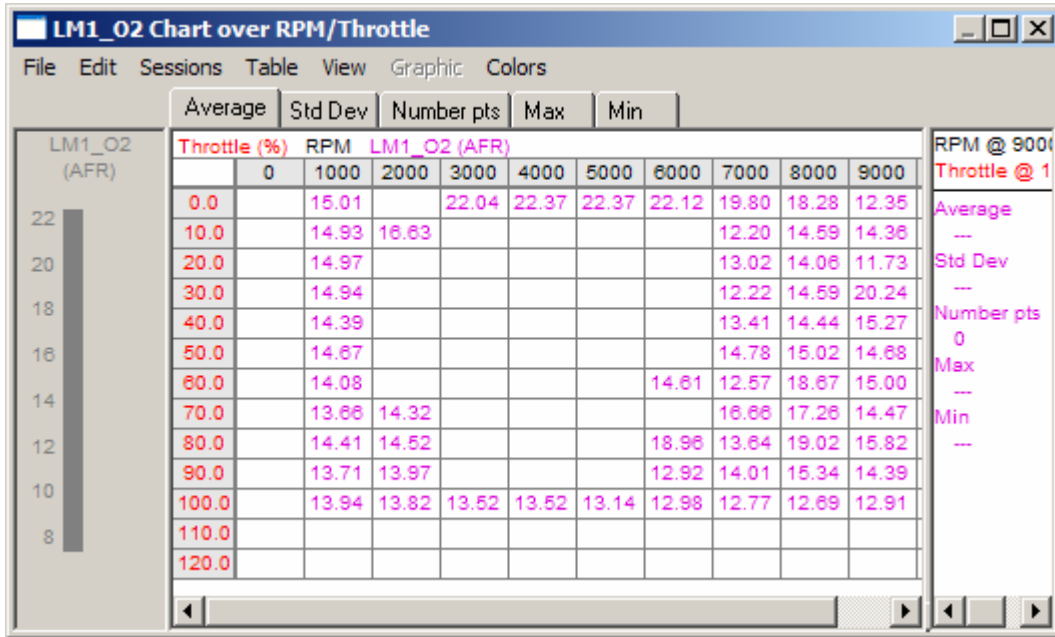 LM1_O2 Chart over RPM/Throttle
File Edit Sessions Table View Graphic Colors
Average Std Dev Number pts Max Min
LM1_O2
(AFR)
22
20
18
16
14
12
10
8
Throttle (%) RPM LM1_O2 (AFR)
0 1000 2000 3000 4000 5000 6000 7000 8000 9000
0.0 15.01 22.04 22.37 22.37 22.12 19.80 18.28 12.35
10.0 14.93 16.63 12.20 14.59 14.36
20.0 14.97 13.02 14.06 11.73
30.0 14.94 12.22 14.59 20.24
40.0 14.39 13.41 14.44 15.27
50.0 14.67 14.78 15.02 14.68
60.0 14.08 14.61 12.57 18.67 15.00
70.0 13.66 14.32 16.66 17.26 14.47
80.0 14.41 14.52 18.96 13.64 19.02 15.82
90.0 13.71 13.97 12.92 14.01 15.34 14.39
100.0 13.94 13.82 13.52 13.52 13.14 12.98 12.77 12.69 12.91
110.0
120.0
RPM @ 900
Throttle @ 1
Average
---
Std Dev
---
Number pts
0
Max
---
Min
---